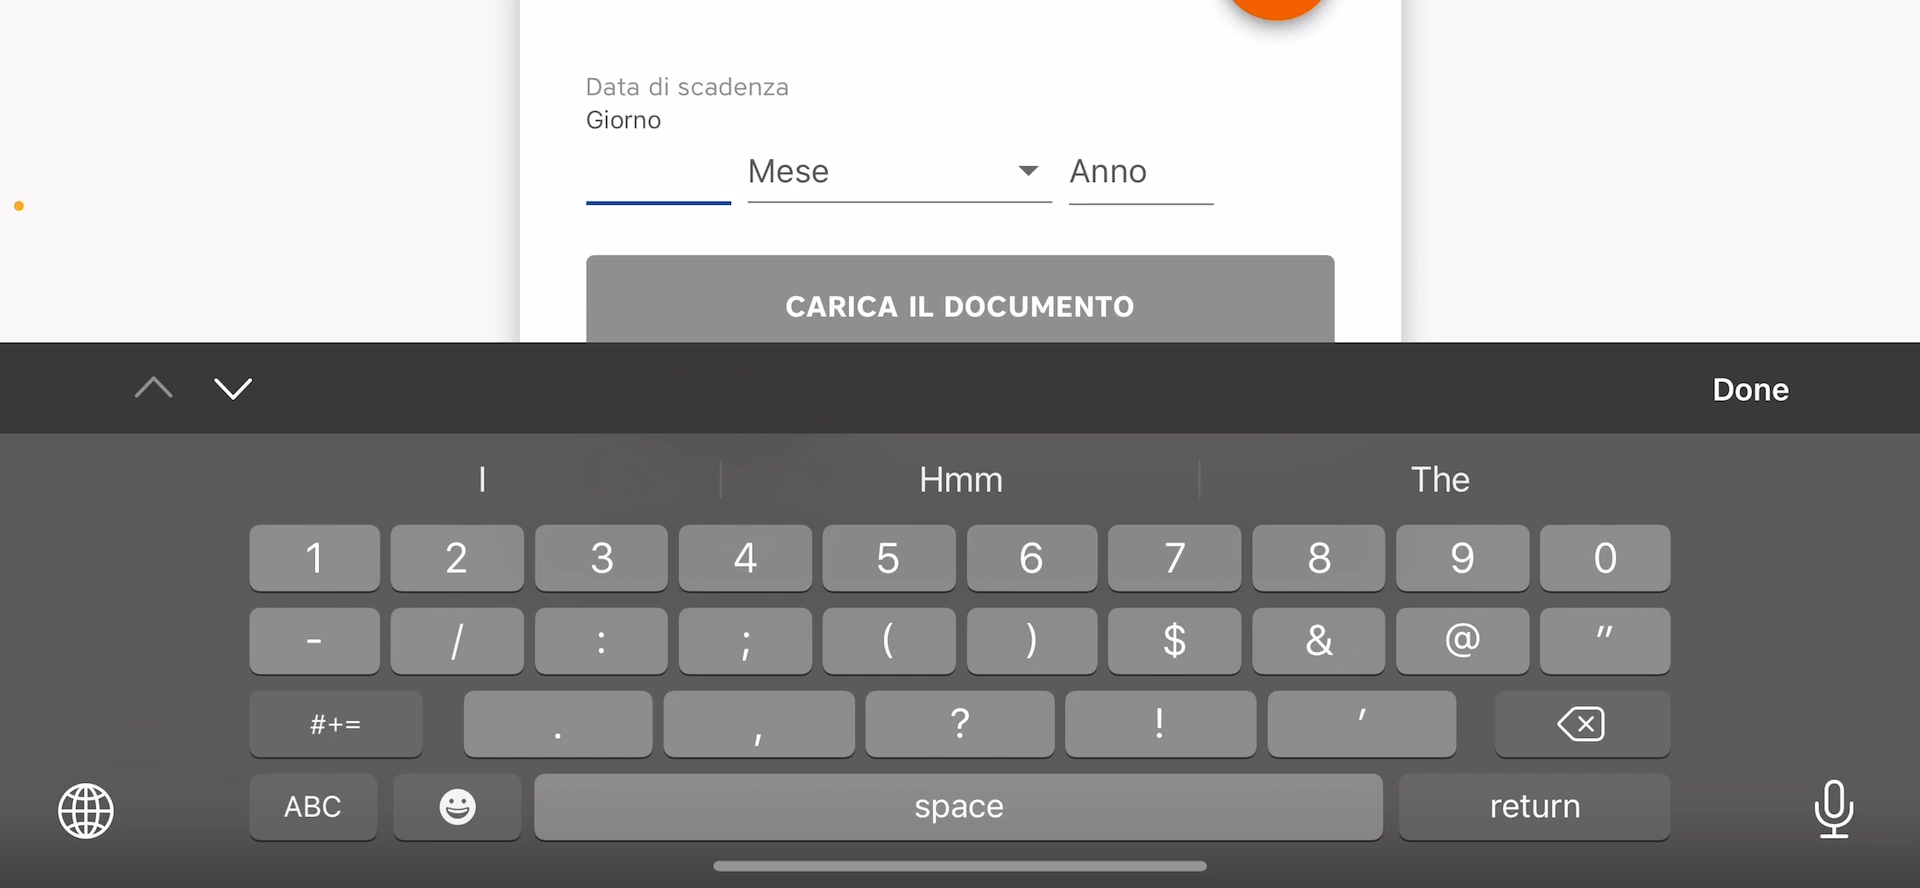 Data di scadenza
Giorno
Mese Anno
CARICA IL DOCUMENTO
Done
I Hmm The
1 2 3 4 5 6 7 8 9 0
- / : ; ( ) $ & @ "
#+= . , ? ! '
ABC space return